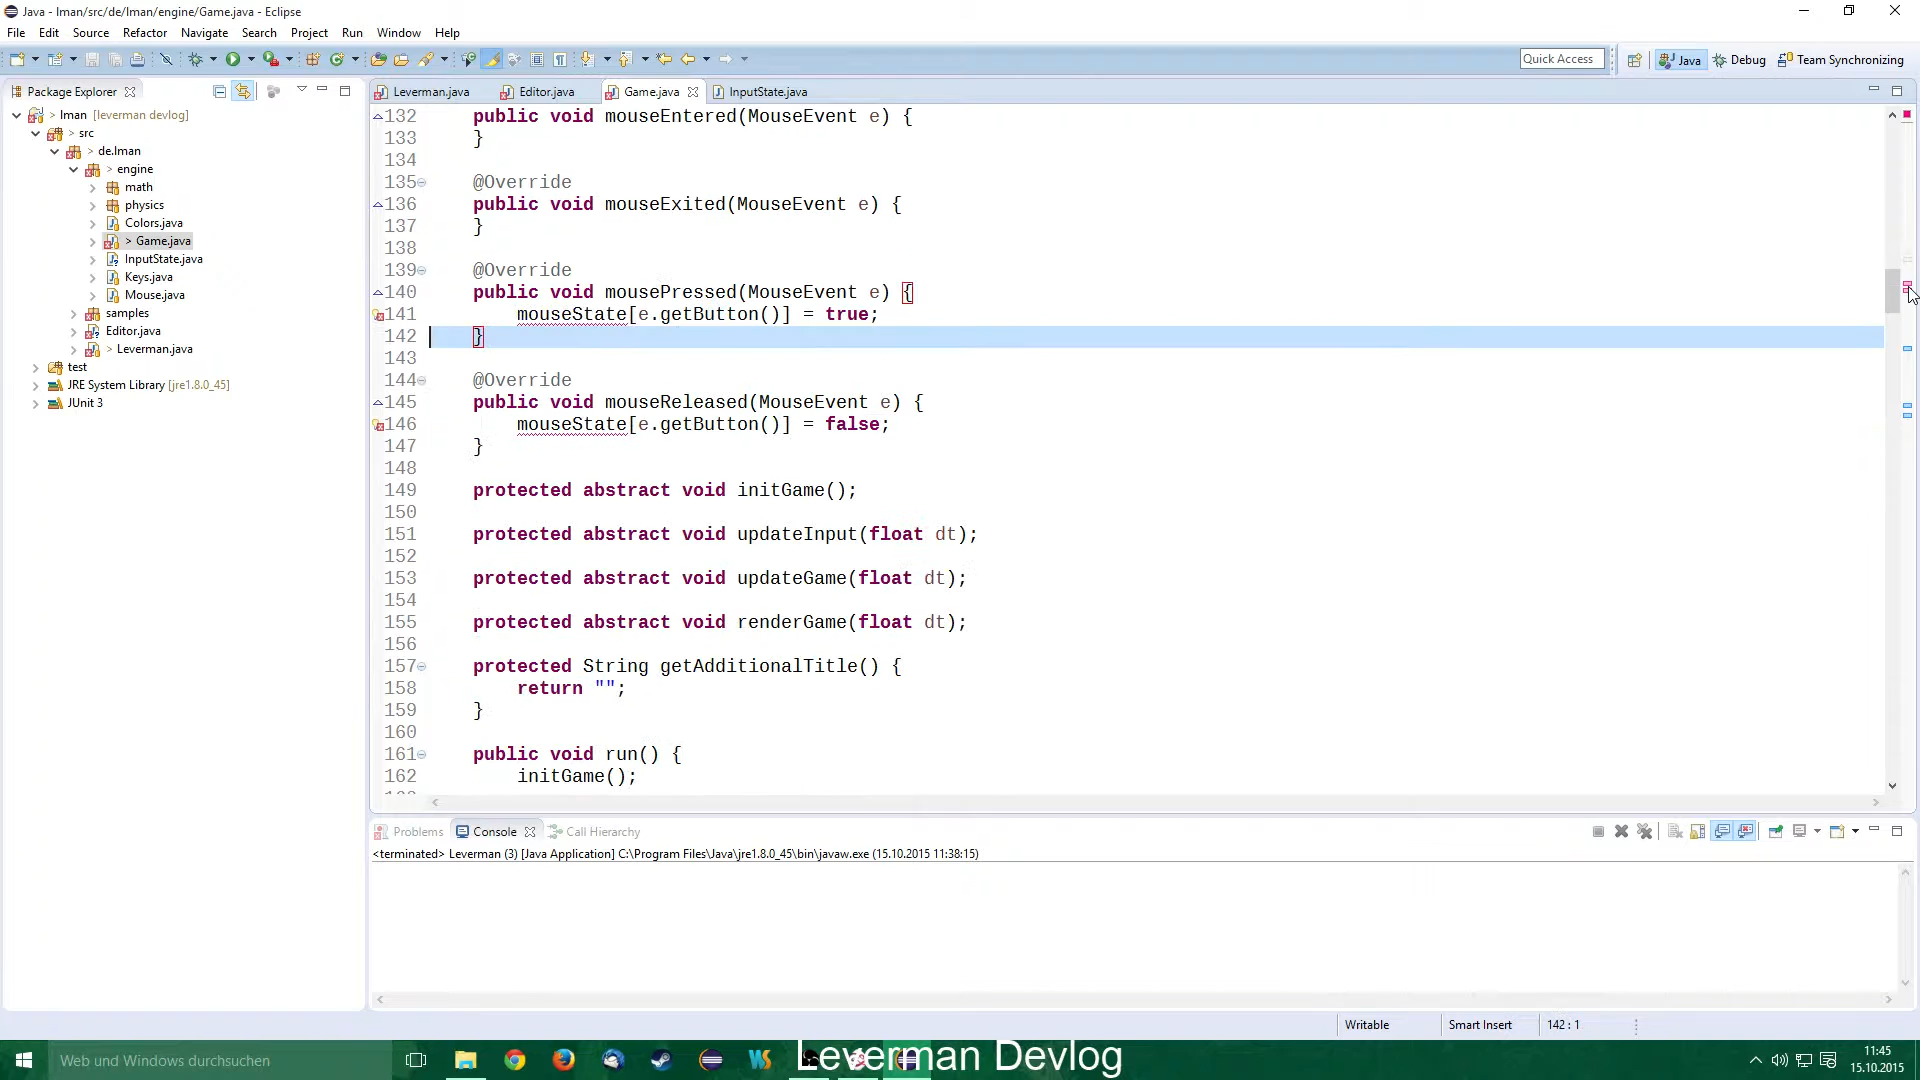 Java - lman/src/de/lman/engine/Game.java - Eclipse
File Edit Source Refactor Navigate Search Project Run Window Help
Quick Access Java Debug Team Synchronizing
Package Explorer
> lman [leverman devlog]
> src
> de.lman
> engine
math
physics
Colors.java
> Game.java
InputState.java
Keys.java
Mouse.java
samples
Editor.java
> Leverman.java
test
JRE System Library [jre1.8.0_45]
JUnit 3
Leverman.java Editor.java Game.java InputState.java
132 public void mouseEntered(MouseEvent e) {
133 }
134
135 @Override
136 public void mouseExited(MouseEvent e) {
137 }
138
139 @Override
140 public void mousePressed(MouseEvent e) {
141 mouseState[e.getButton()] = true;
142 }
143
144 @Override
145 public void mouseReleased(MouseEvent e) {
146 mouseState[e.getButton()] = false;
147 }
148
149 protected abstract void initGame();
150
151 protected abstract void updateInput(float dt);
152
153 protected abstract void updateGame(float dt);
154
155 protected abstract void renderGame(float dt);
156
157 protected String getAdditionalTitle() {
158 return "";
159 }
160
161 public void run() {
162 initGame();
Problems Console Call Hierarchy
<terminated> Leverman (3) [Java Application] C:\Program Files\Java\jre1.8.0_45\bin\javaw.exe (15.10.2015 11:38:15)
Writable Smart Insert 142 : 1
Web und Windows durchsuchen
Leverman Devlog
11:45
15.10.2015